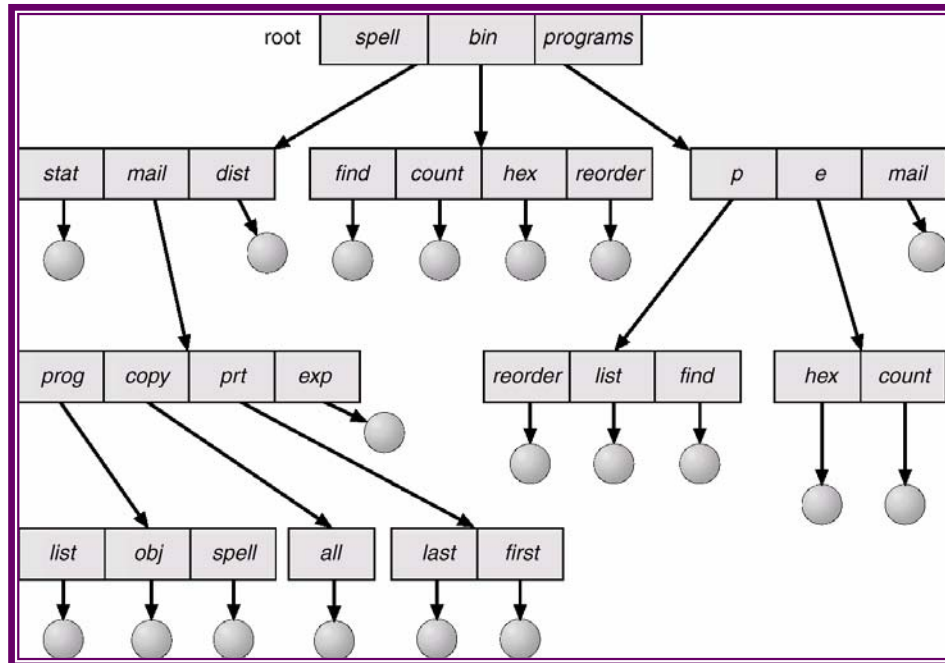 root spell bin programs
stat mail dist find count hex reorder p e mail
prog copy prt exp reorder list find hex count
list obj spell all last first